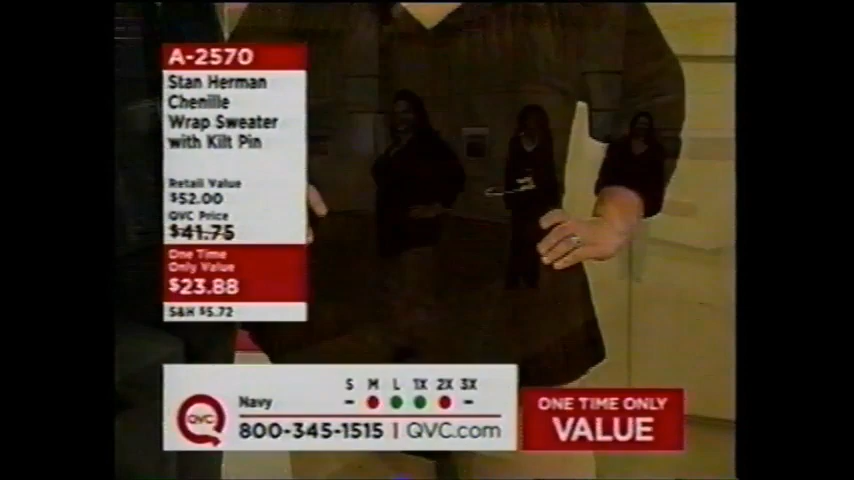 A-2570
Stan Herman
Chenille
Wrap Sweater
with Kilt Pin
Retail Value
$52.00
QVC Price
$41.75
One Time
Only Value
$23.88
S&H $5.72
S M L 1X 2X 3X
Navy
QVC
800-345-1515 | QVC.com
ONE TIME ONLY
VALUE